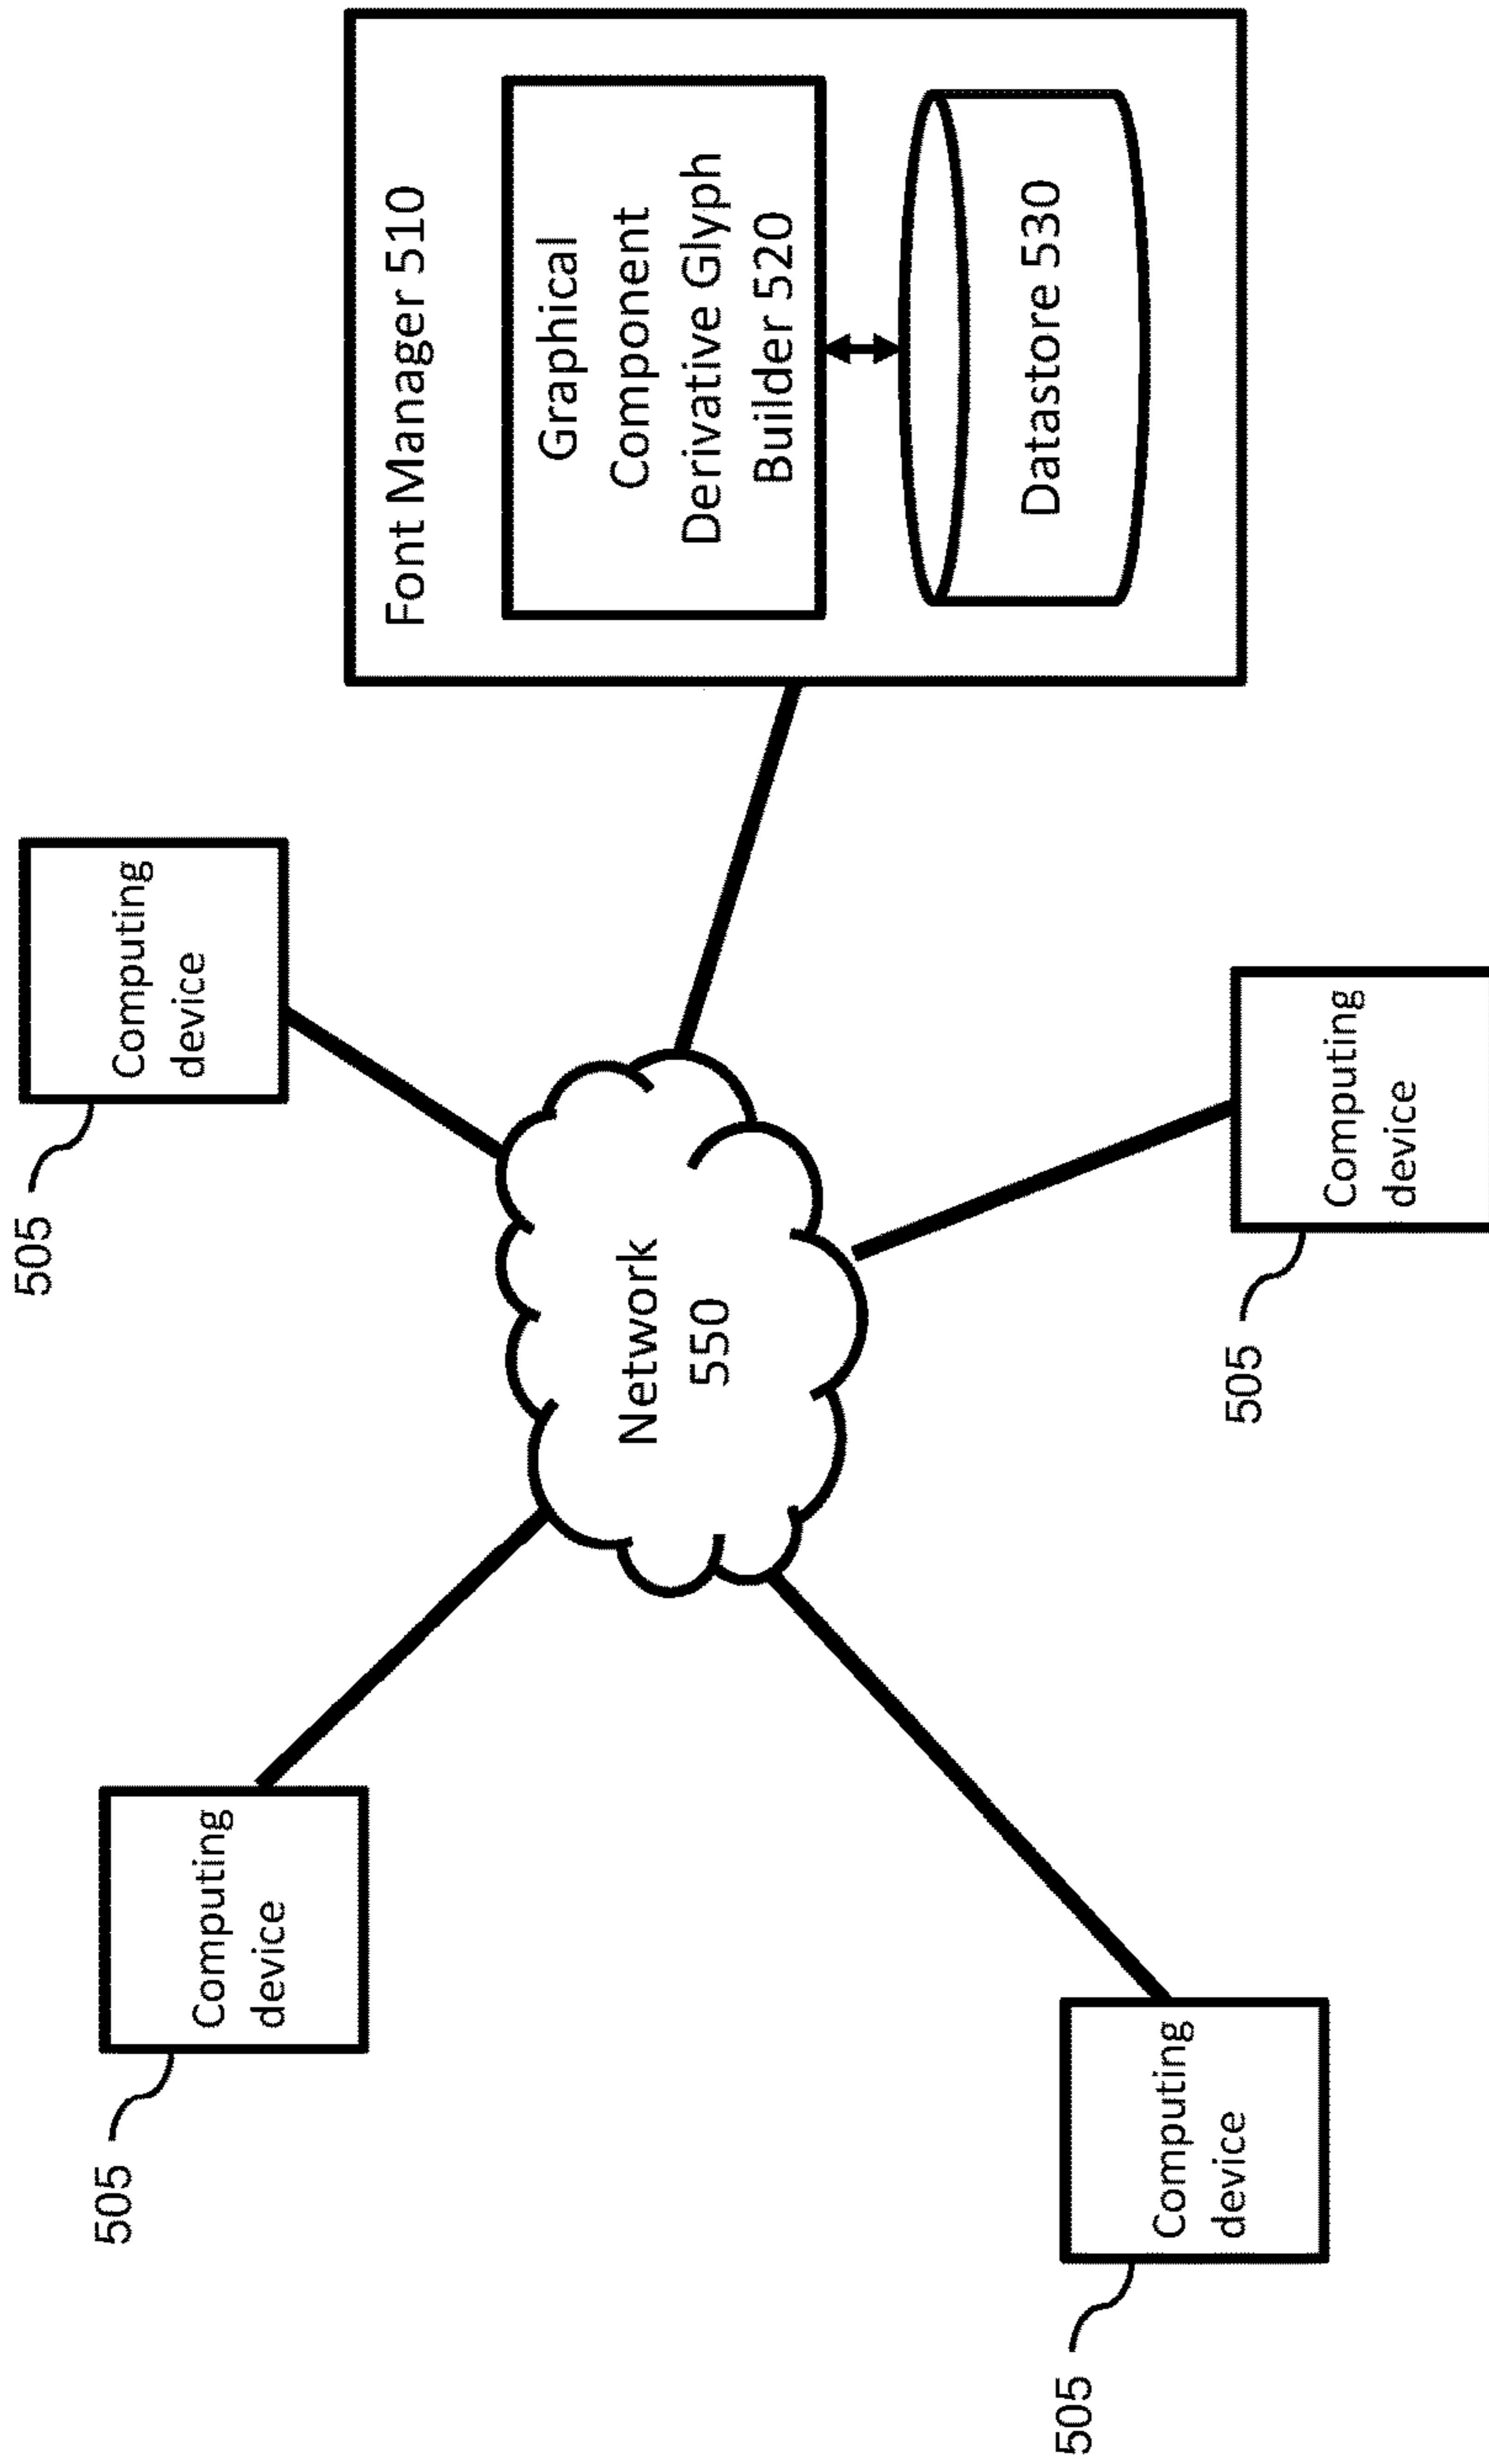 505
Computing
device
505
Computing
device
Font Manager 510
Graphical
Component
Derivative Glyph
Builder 520
Datastore 530
Network
550
505
Computing
device
505
Computing
device